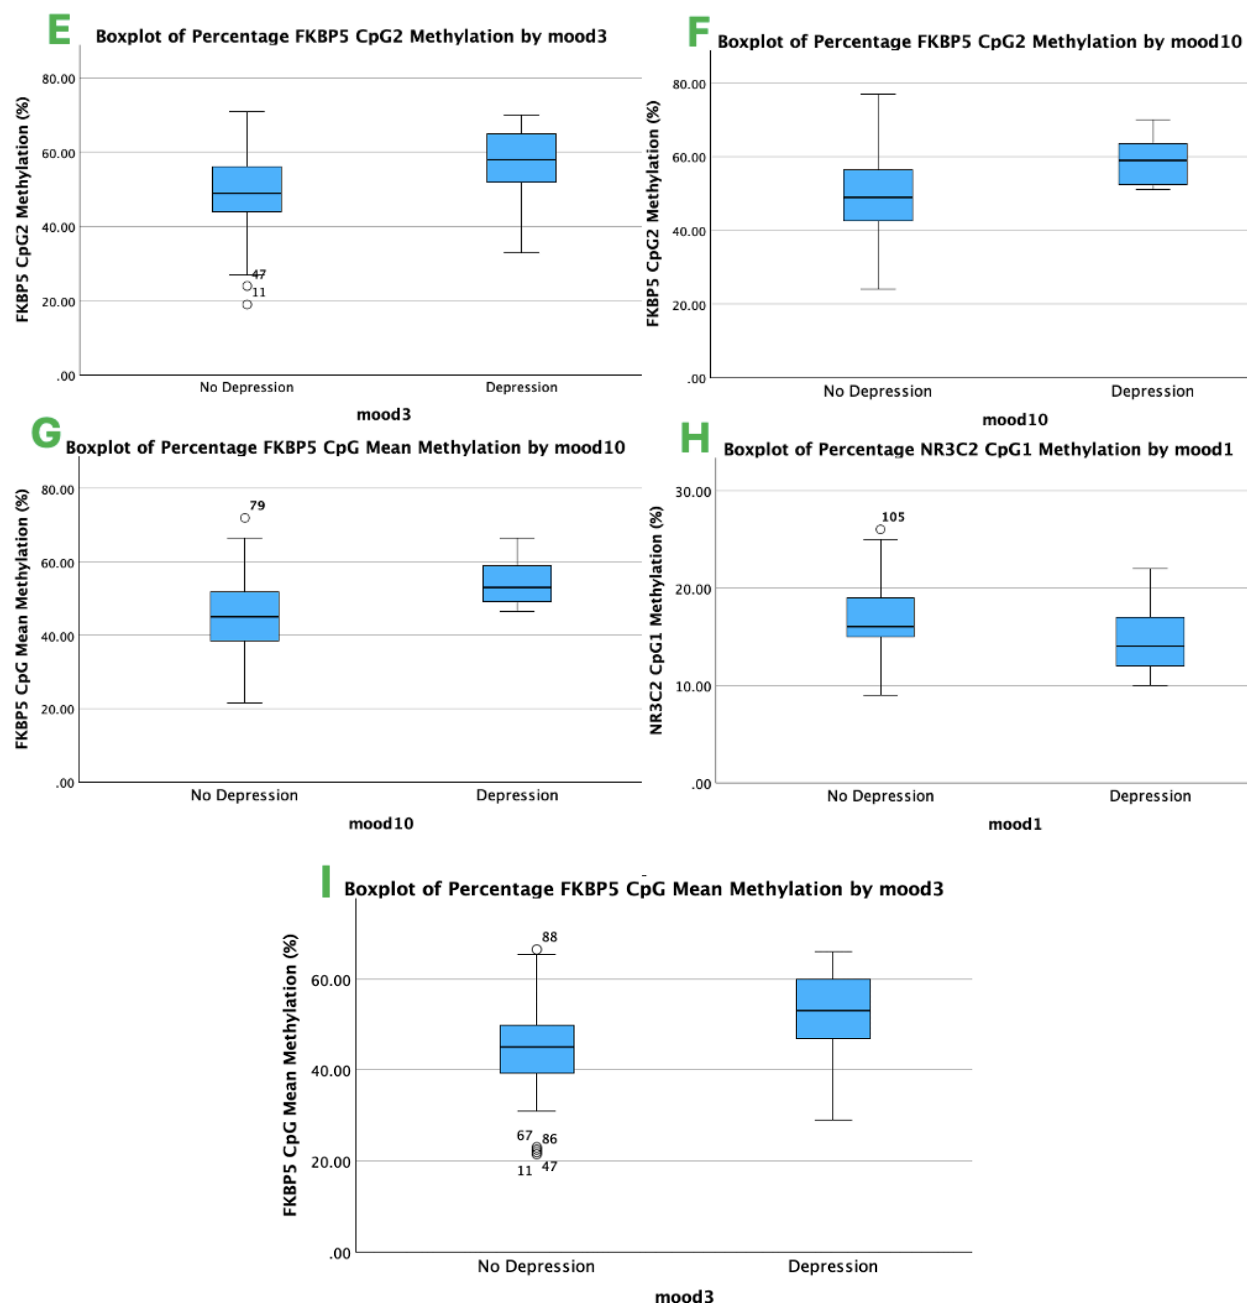 E
Boxplot of Percentage FKBP5 CpG2 Methylation by mood3
FKBP5 CpG2 Methylation (%)
80.00
60.00
40.00
20.00
.00
47
11
No Depression
Depression
mood3
F
Boxplot of Percentage FKBP5 CpG2 Methylation by mood10
FKBP5 CpG2 Methylation (%)
80.00
60.00
40.00
20.00
.00
No Depression
Depression
mood10
G
Boxplot of Percentage FKBP5 CpG Mean Methylation by mood10
FKBP5 CpG Mean Methylation (%)
80.00
60.00
40.00
20.00
.00
79
No Depression
Depression
mood10
H
Boxplot of Percentage NR3C2 CpG1 Methylation by mood1
NR3C2 CpG1 Methylation (%)
30.00
20.00
10.00
.00
105
No Depression
Depression
mood1
I
Boxplot of Percentage FKBP5 CpG Mean Methylation by mood3
FKBP5 CpG Mean Methylation (%)
60.00
40.00
20.00
.00
88
67 86
11 47
No Depression
Depression
mood3